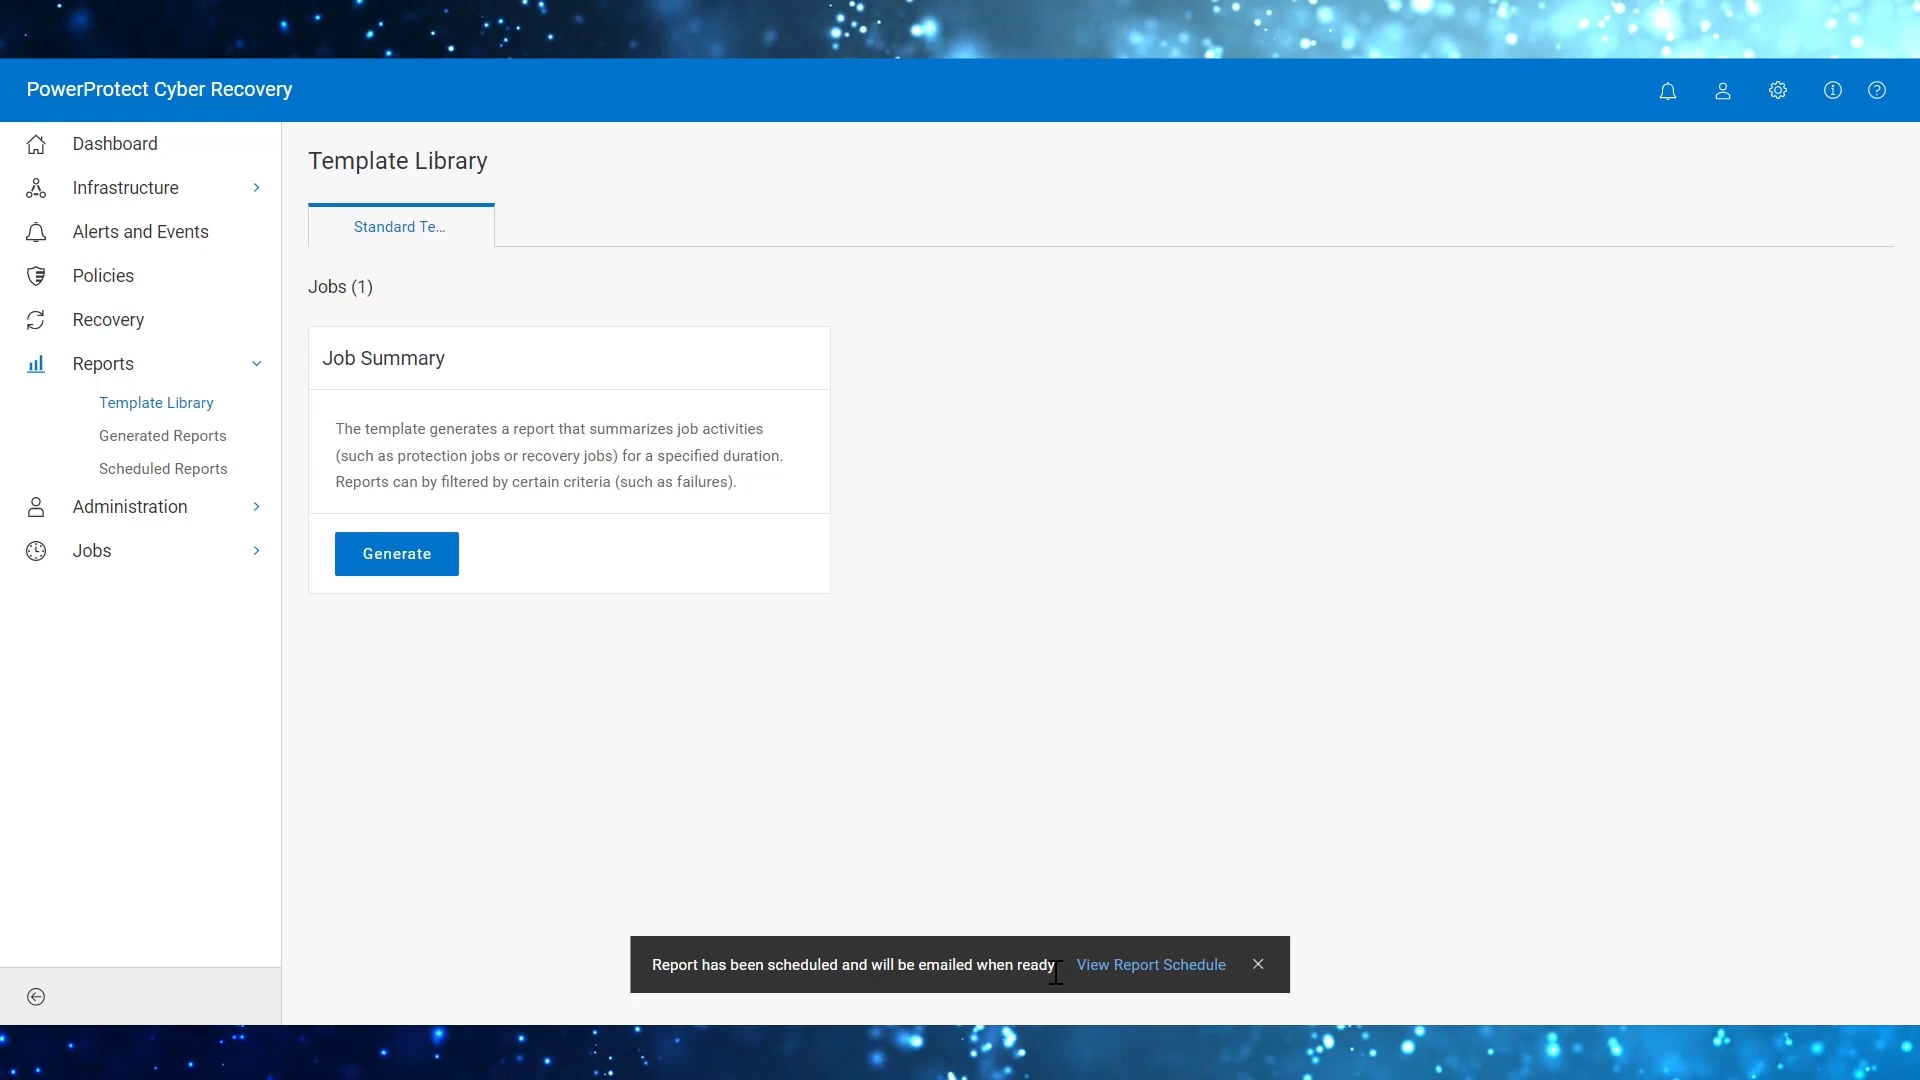 PowerProtect Cyber Recovery
Dashboard
Infrastructure
Alerts and Events
Policies
Recovery
Reports
Template Library
Generated Reports
Scheduled Reports
Administration
Jobs
Template Library
Standard Te...
Jobs (1)
Job Summary
The template generates a report that summarizes job activities
(such as protection jobs or recovery jobs) for a specified duration.
Reports can by filtered by certain criteria (such as failures).
Generate
Report has been scheduled and will be emailed when ready View Report Schedule